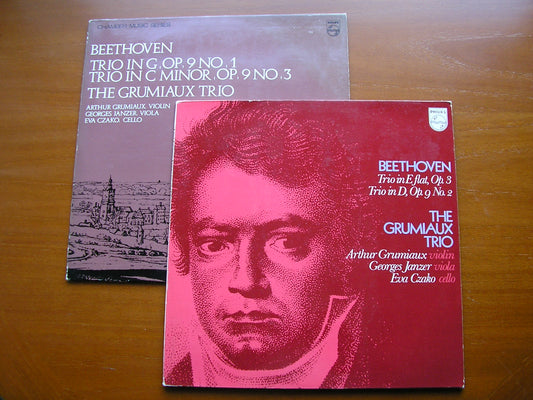 CHAMBER MUSIC SERIES
PHILIPS
BEETHOVEN
TRIO IN G, OP. 9 NO. 1
TRIO IN C MINOR, OP. 9 NO. 3
THE GRUMIAUX TRIO
ARTHUR GRUMIAUX, VIOLIN
GEORGES JANZER, VIOLA
EVA CZAKO, CELLO
PHILIPS
BEETHOVEN
Trio in E flat, Op. 3
Trio in D, Op. 9 No. 2
THE
GRUMIAUX
TRIO
Arthur Grumiaux violin
Georges Janzer viola
Eva Czako cello